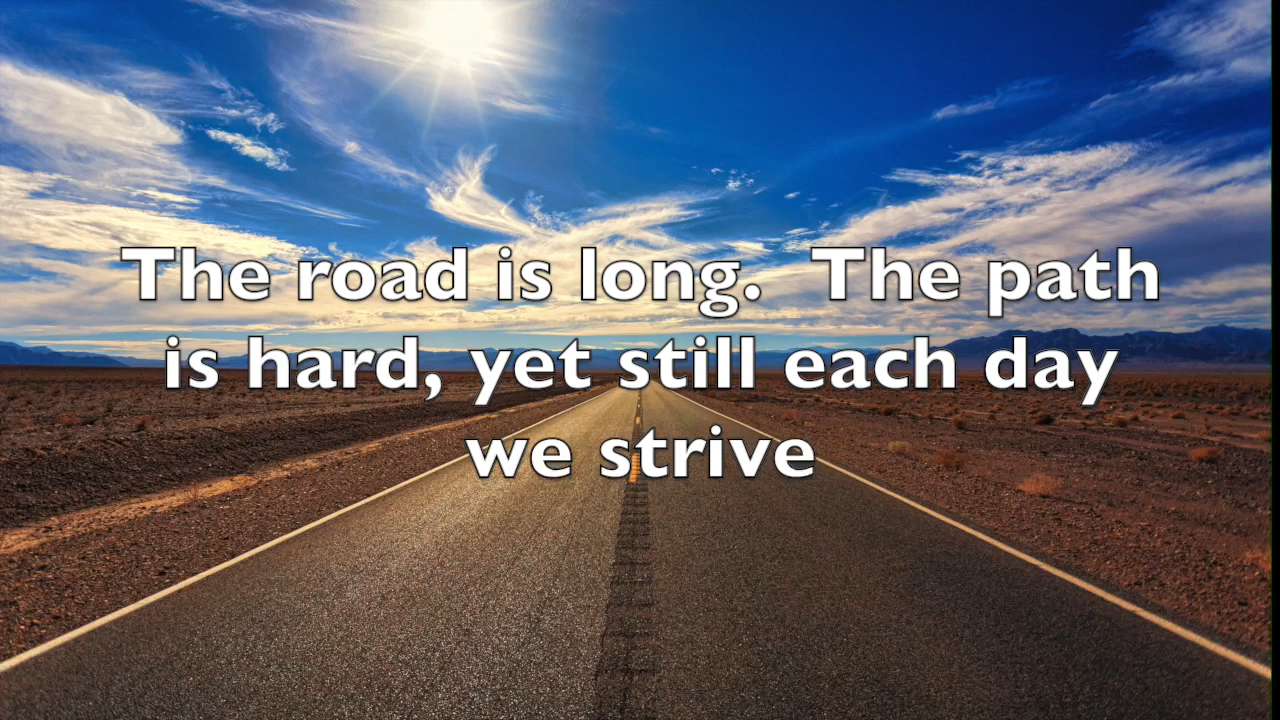 The road is long.  The path
is hard, yet still each day
we strive